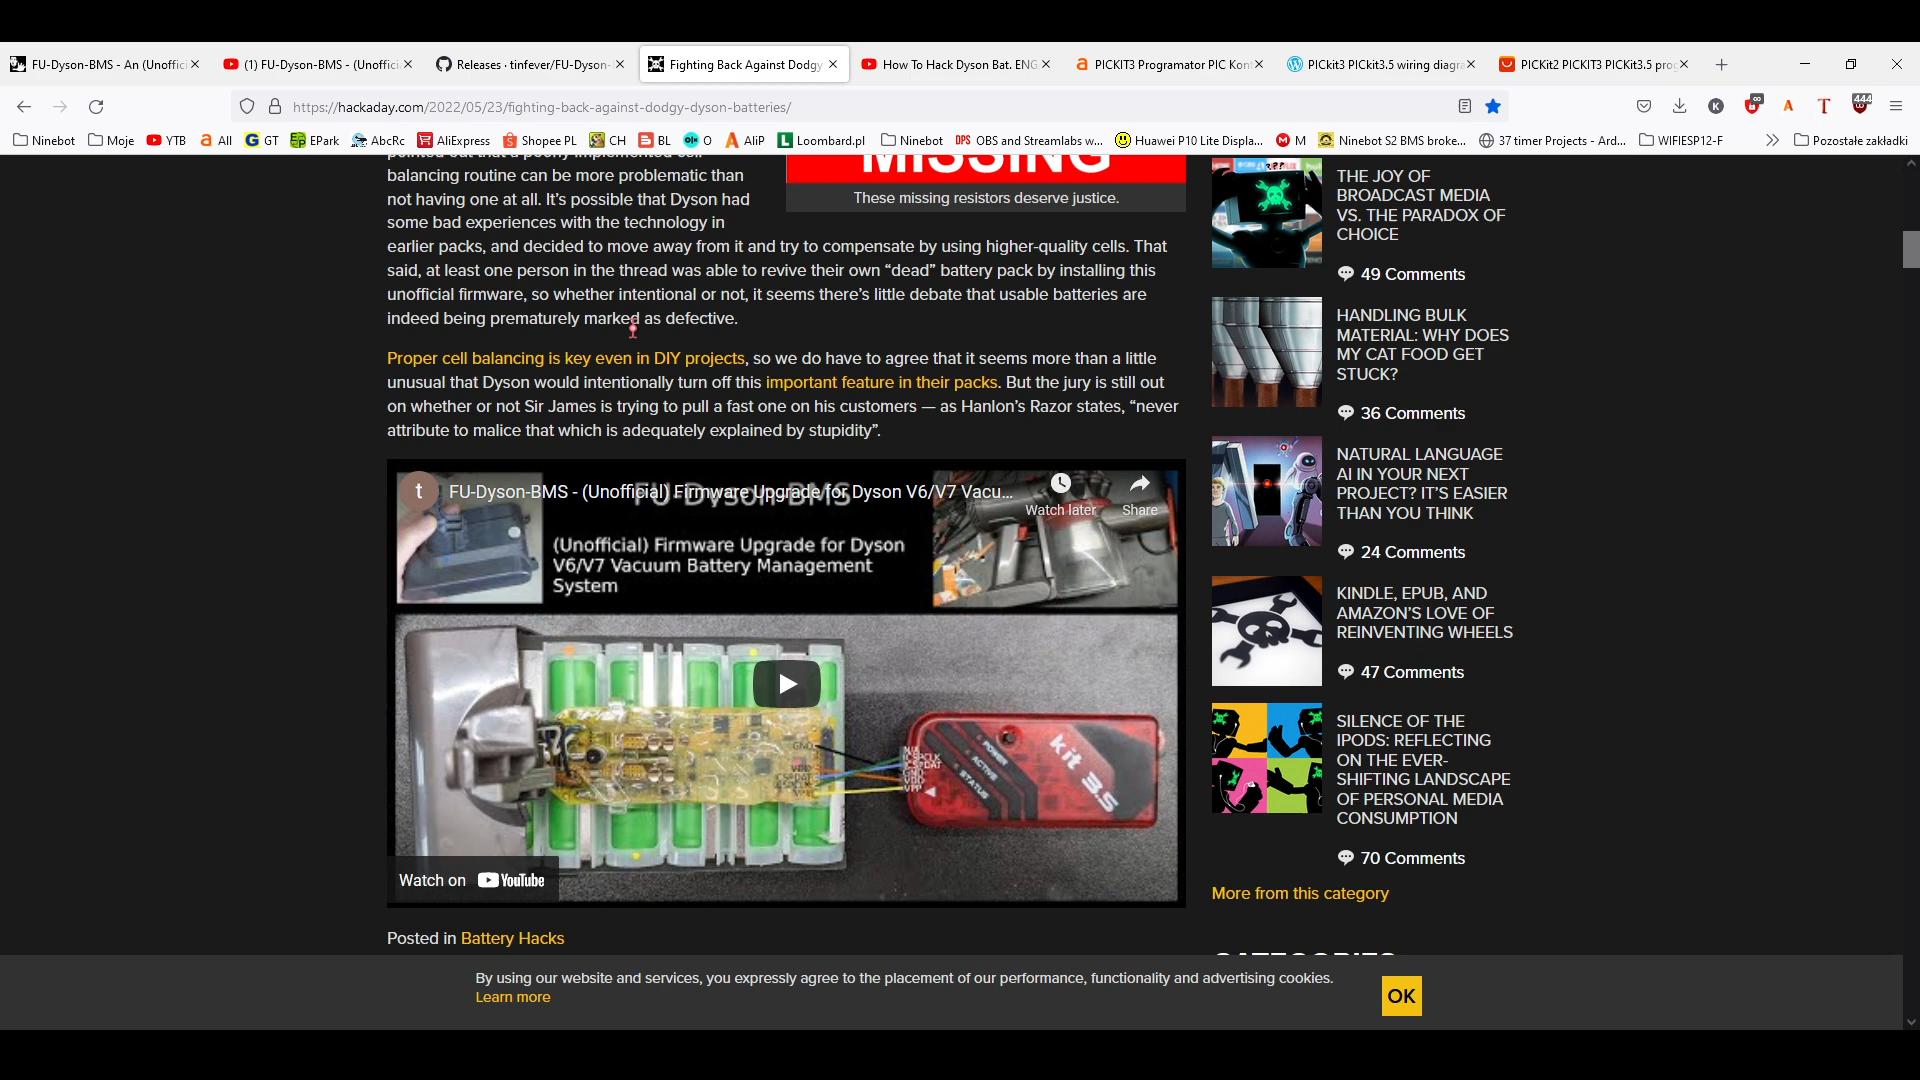 FU-Dyson-BMS - An (Unoffici
(1) FU-Dyson-BMS - (Unoffici
Releases · tinfever/FU-Dyson-
Fighting Back Against Dodgy
How To Hack Dyson Bat. ENG
PICKIT3 Programator PIC Kont
PICkit3 PICkit3.5 wiring diagra
PICKit2 PICKIT3 PICKit3.5 prog
https://hackaday.com/2022/05/23/fighting-back-against-dodgy-dyson-batteries/
K
A
T
444
Ninebot
Moje
YTB
All
GT
EPark
AbcRc
AliExpress
Shopee PL
CH
BL
O
AliP
Loombard.pl
Ninebot
OBS and Streamlabs w...
Huawei P10 Lite Displa...
M
Ninebot S2 BMS broke...
37 timer Projects - Ard...
WIFIESP12-F
Pozostałe zakładki
pointed out that a poorly implemented cell
balancing routine can be more problematic than
not having one at all. It's possible that Dyson had
some bad experiences with the technology in
earlier packs, and decided to move away from it and try to compensate by using higher-quality cells. That
said, at least one person in the thread was able to revive their own “dead” battery pack by installing this
unofficial firmware, so whether intentional or not, it seems there's little debate that usable batteries are
indeed being prematurely marked as defective.
MISSING
These missing resistors deserve justice.
Proper cell balancing is key even in DIY projects, so we do have to agree that it seems more than a little
unusual that Dyson would intentionally turn off this important feature in their packs. But the jury is still out
on whether or not Sir James is trying to pull a fast one on his customers — as Hanlon's Razor states, “never
attribute to malice that which is adequately explained by stupidity”.
t
FU-Dyson-BMS - (Unofficial) Firmware Upgrade for Dyson V6/V7 Vacu...
Watch later
Share
FU-Dyson-BMS
(Unofficial) Firmware Upgrade for Dyson
V6/V7 Vacuum Battery Management
System
GND
VDD
ICSPDAT
ICSPCLK
VPP
N/A
ICSPCLK
ICSPDAT
GND
VDD
VPP
POWER
ACTIVE
STATUS
kit 3.5
Watch on YouTube
Posted in Battery Hacks
THE JOY OF
BROADCAST MEDIA
VS. THE PARADOX OF
CHOICE
49 Comments
HANDLING BULK
MATERIAL: WHY DOES
MY CAT FOOD GET
STUCK?
36 Comments
NATURAL LANGUAGE
AI IN YOUR NEXT
PROJECT? IT'S EASIER
THAN YOU THINK
24 Comments
KINDLE, EPUB, AND
AMAZON'S LOVE OF
REINVENTING WHEELS
47 Comments
SILENCE OF THE
IPODS: REFLECTING
ON THE EVER-
SHIFTING LANDSCAPE
OF PERSONAL MEDIA
CONSUMPTION
70 Comments
More from this category
CATEGORIES
By using our website and services, you expressly agree to the placement of our performance, functionality and advertising cookies.
Learn more
OK